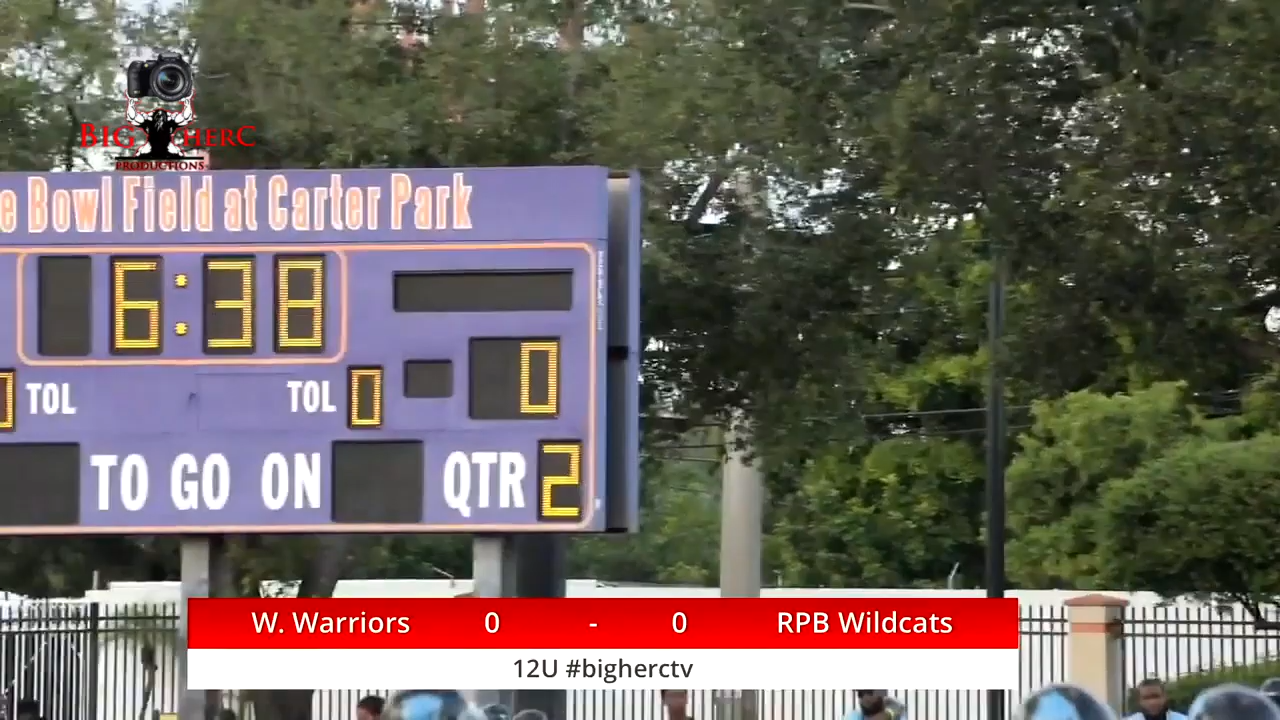 BIG HERC
PRODUCTIONS
e Bowl Field at Carter Park
6:38
0
0 TOL TOL 0
TO GO ON QTR 2
W. Warriors 0 - 0 RPB Wildcats
12U #bigherctv